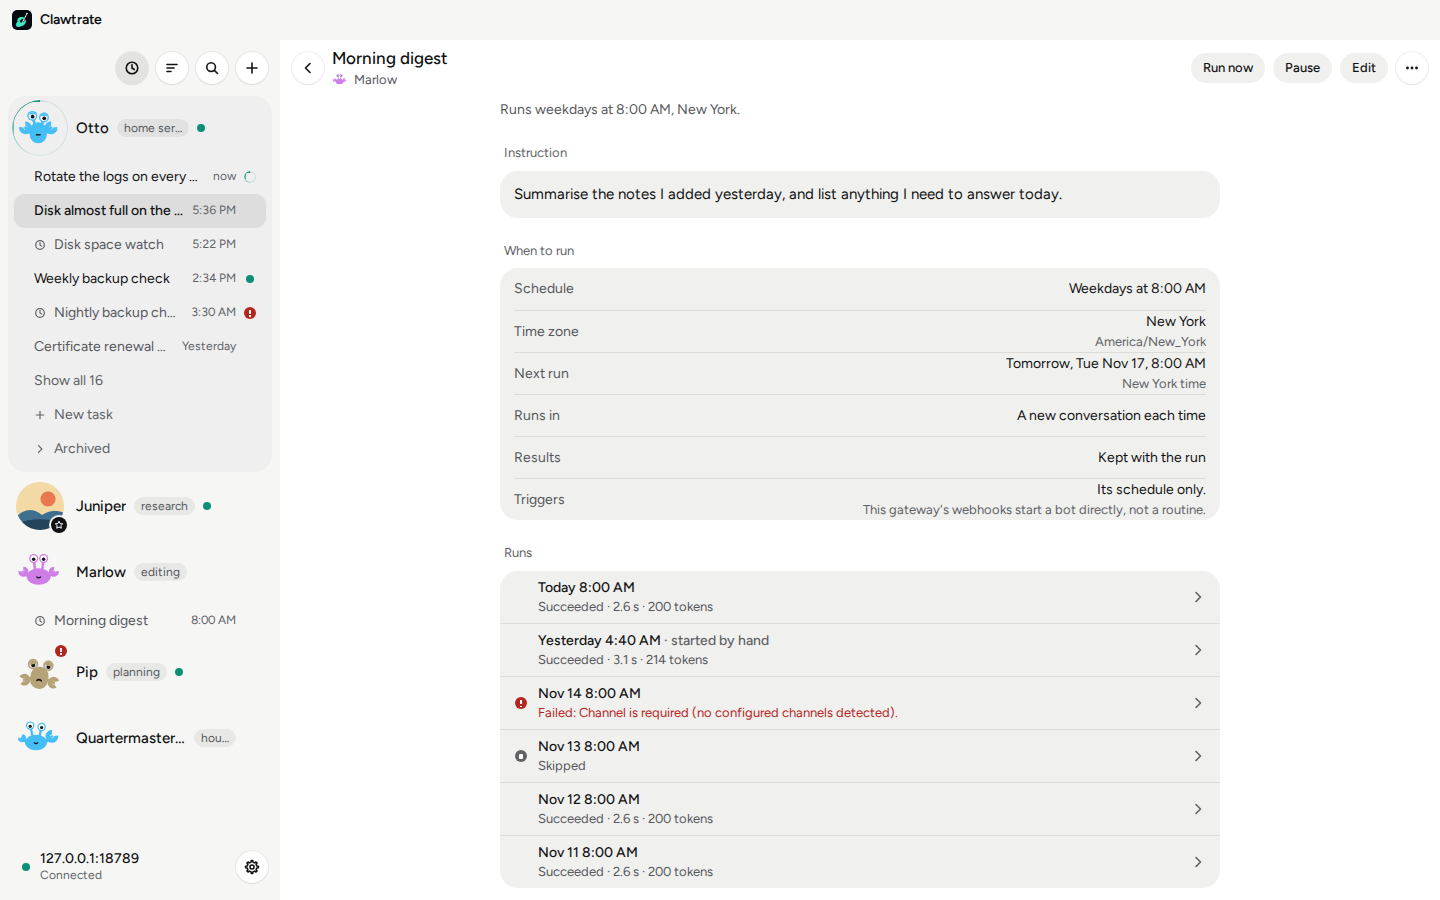 Clawtrate
Otto
home ser...
Rotate the logs on every ...
now
Disk almost full on the ...
5:36 PM
Disk space watch
5:22 PM
Weekly backup check
2:34 PM
Nightly backup ch...
3:30 AM
Certificate renewal ...
Yesterday
Show all 16
New task
Archived
Juniper
research
Marlow
editing
Morning digest
8:00 AM
Pip
planning
Quartermaster...
hou...
127.0.0.1:18789
Connected
Morning digest
Marlow
Run now
Pause
Edit
Runs weekdays at 8:00 AM, New York.
Instruction
Summarise the notes I added yesterday, and list anything I need to answer today.
When to run
Schedule
Weekdays at 8:00 AM
Time zone
New York
America/New_York
Next run
Tomorrow, Tue Nov 17, 8:00 AM
New York time
Runs in
A new conversation each time
Results
Kept with the run
Triggers
Its schedule only.
This gateway's webhooks start a bot directly, not a routine.
Runs
Today 8:00 AM
Succeeded · 2.6 s · 200 tokens
Yesterday 4:40 AM · started by hand
Succeeded · 3.1 s · 214 tokens
Nov 14 8:00 AM
Failed: Channel is required (no configured channels detected).
Nov 13 8:00 AM
Skipped
Nov 12 8:00 AM
Succeeded · 2.6 s · 200 tokens
Nov 11 8:00 AM
Succeeded · 2.6 s · 200 tokens